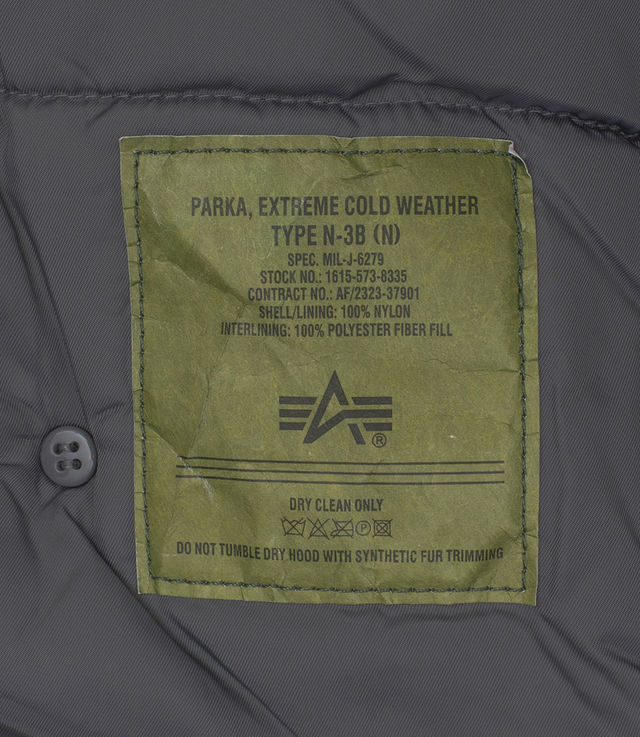 PARKA, EXTREME COLD WEATHER
TYPE N-3B (N)
SPEC. MIL-J-6279
STOCK NO.: 1615-573-8335
CONTRACT NO.: AF/2323-37901
SHELL/LINING: 100% NYLON
INTERLINING: 100% POLYESTER FIBER FILL
®
DRY CLEAN ONLY
P
DO NOT TUMBLE DRY HOOD WITH SYNTHETIC FUR TRIMMING